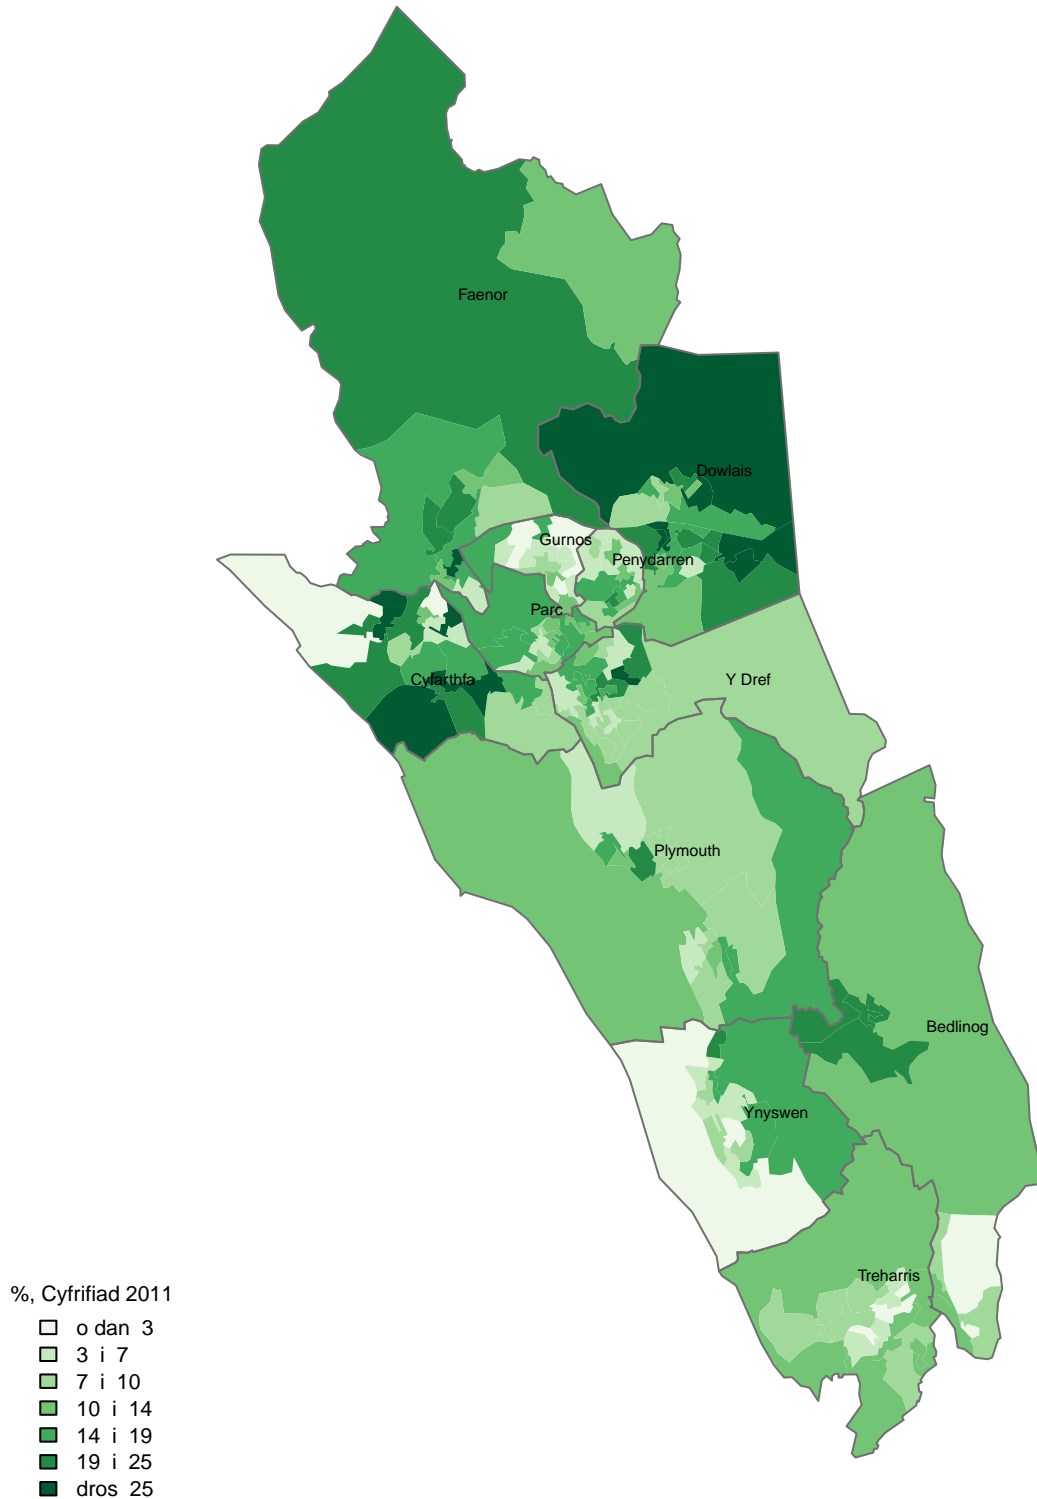 Faenor
Dowlais
Gurnos
Penydarren
Parc
Cyfarthfa
Y Dref
Plymouth
Bedlinog
Ynyswen
Treharris
%, Cyfrifiad 2011
o dan 3
3 i 7
7 i 10
10 i 14
14 i 19
19 i 25
dros 25